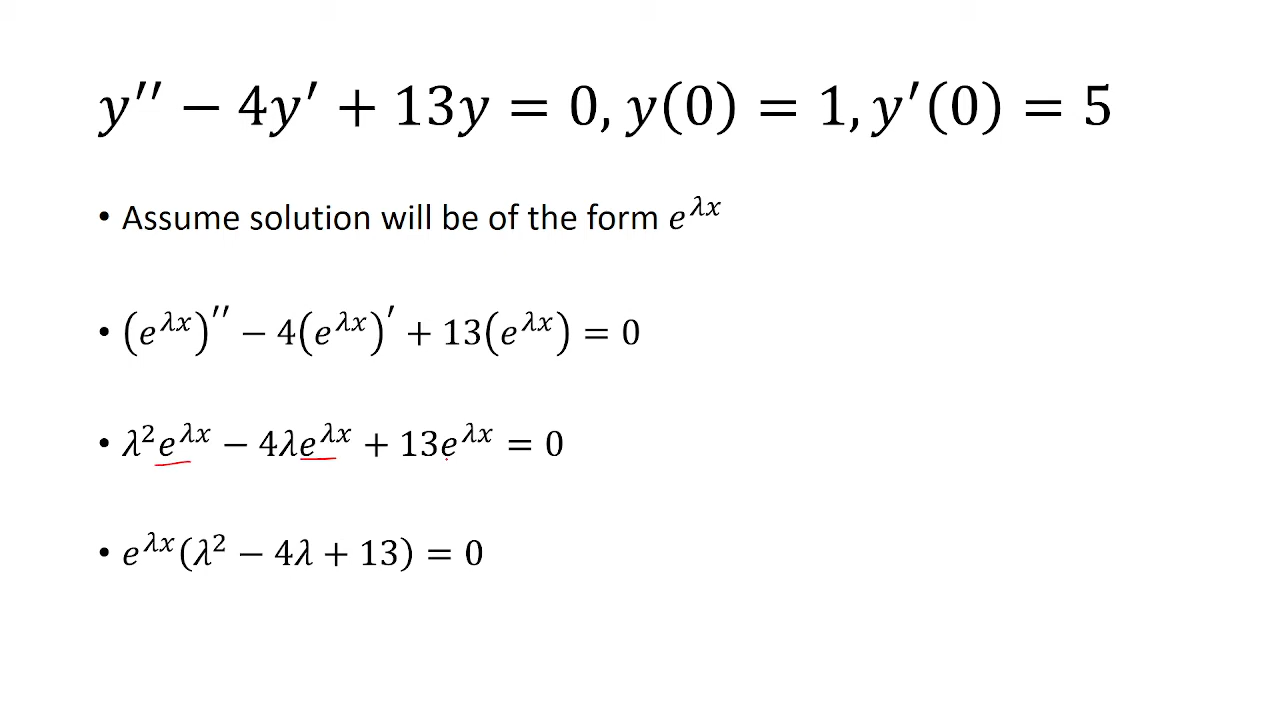 y′′ − 4y′ + 13y = 0, y(0) = 1, y′(0) = 5
• Assume solution will be of the form e^{λx}
• (e^{λx})′′ − 4(e^{λx})′ + 13(e^{λx}) = 0
• λ²e^{λx} − 4λe^{λx} + 13e^{λx} = 0
• e^{λx}(λ² − 4λ + 13) = 0